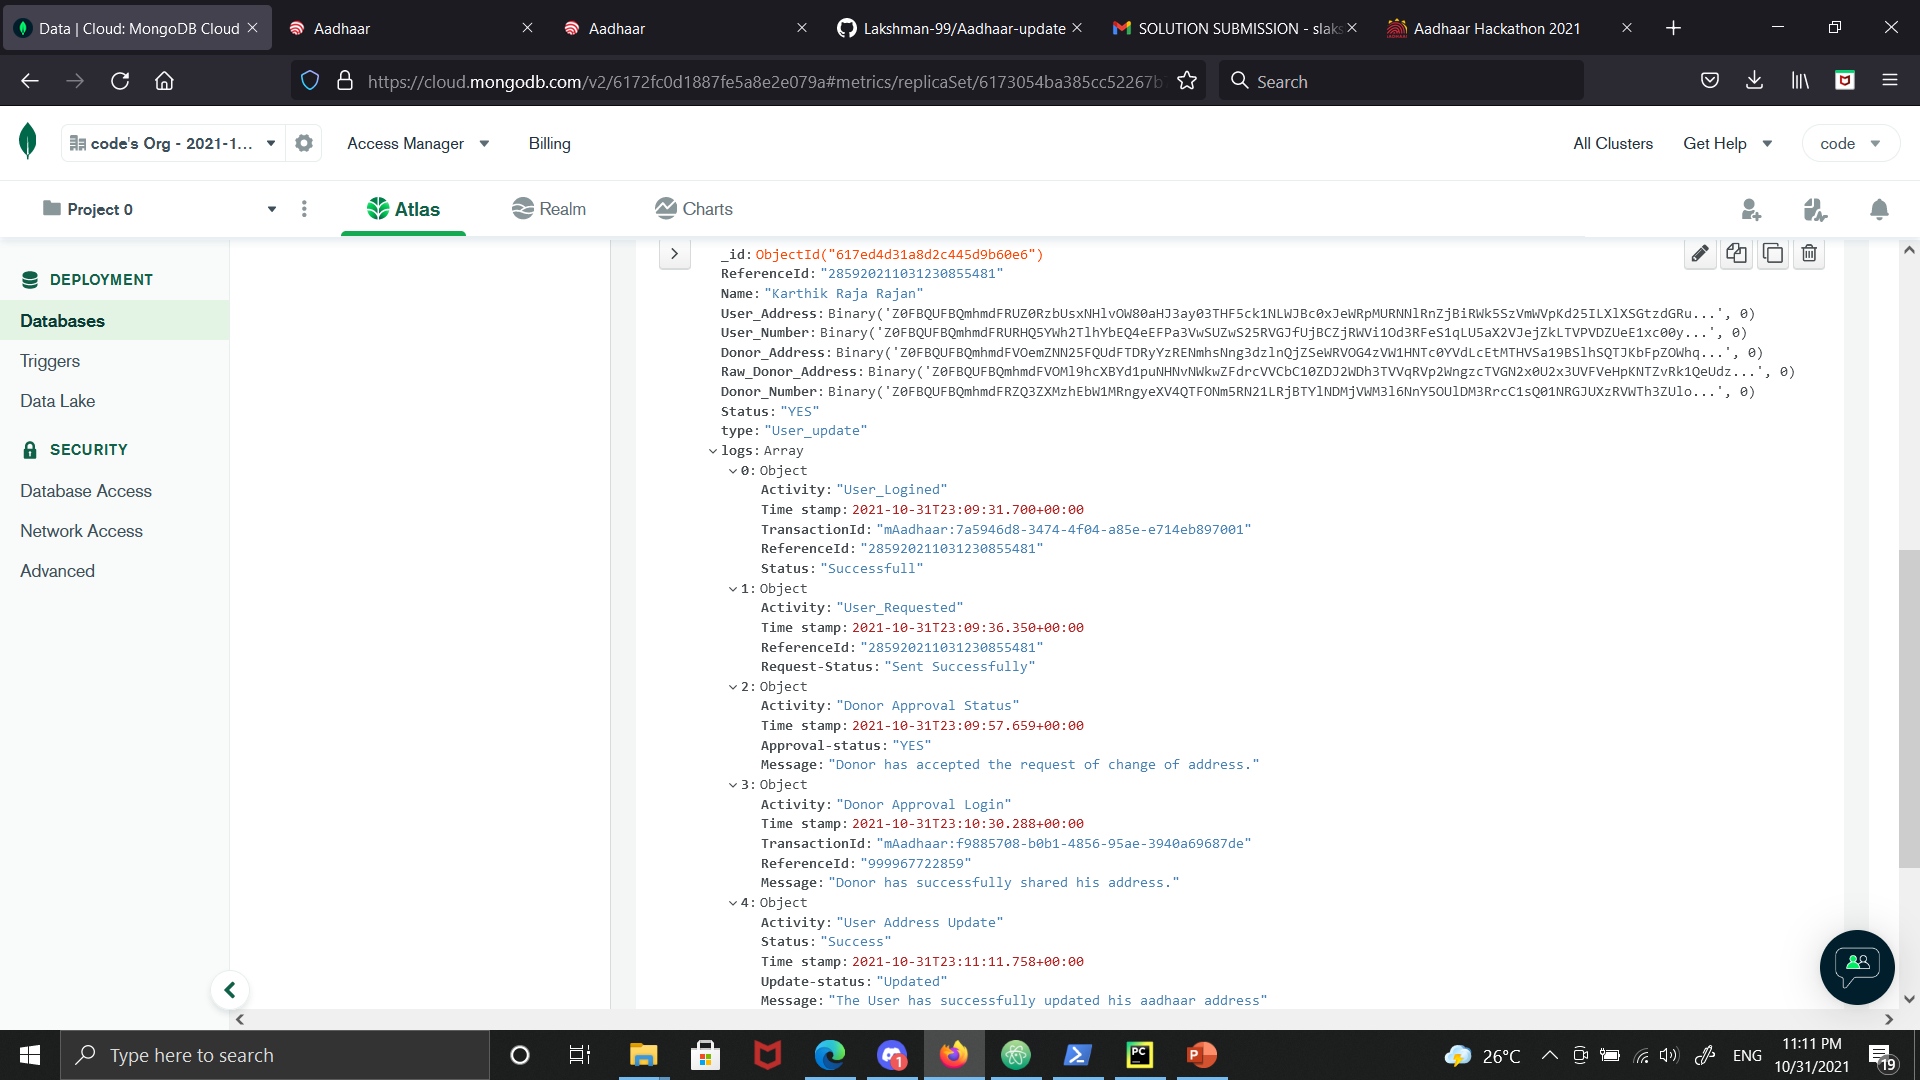 Data | Cloud: MongoDB Cloud
Aadhaar
Aadhaar
Lakshman-99/Aadhaar-update
SOLUTION SUBMISSION - slaks
Aadhaar Hackathon 2021
https://cloud.mongodb.com/v2/6172fc0d1887fe5a8e2e079a#metrics/replicaSet/6173054ba385cc52267b
Search
code's Org - 2021-1...
Access Manager
Billing
All Clusters
Get Help
code
Project 0
Atlas
Realm
Charts
DEPLOYMENT
Databases
Triggers
Data Lake
SECURITY
Database Access
Network Access
Advanced
_id: ObjectId("617ed4d31a8d2c445d9b60e6")
ReferenceId: "285920211031230855481"
Name: "Karthik Raja Rajan"
User_Address: Binary('Z0FBQUFBQmhmdFRUZ0RzbUsxNHlvOW80aHJ3ay03THF5ck1NLWJBc0xJeWRpMURNNlRnZjBiRWk5SzVmWVpKd25ILXlXSGtzdGRu...', 0)
User_Number: Binary('Z0FBQUFBQmhmdFRURHQ5YWh2TlhYbEQ4eEFPa3VwSUZwS25RVGJfUjBCZjRWVi1Od3RFeS1qLU5aX2VJejZkLTVPVDZUeE1xc00y...', 0)
Donor_Address: Binary('Z0FBQUFBQmhmdFVOemZNN25FQUdfTDRyYzRENmhsNng3dzlnQjZSeWRVOG4zVW1HNTc0YVdLcEtMTHVSa19BSlhSQTJKbFpZOWhq...', 0)
Raw_Donor_Address: Binary('Z0FBQUFBQmhmdFVOMl9hcXBYd1puNHNvNWkwZFdrcVVCbC10ZDJ2WDh3TVVqRVp2WngzcTVGN2x0U2x3UVFVeHpKNTZvRk1QeUdz...', 0)
Donor_Number: Binary('Z0FBQUFBQmhmdFRZQ3ZXMzhEbW1MRngyeXV4QTFONm5RN21LRjBTYlNDMjVWM3l6NnY5OUlDM3RrcC1sQ01NRGJUXzRVWTh3ZUlo...', 0)
Status: "YES"
type: "User_update"
logs: Array
0: Object
Activity: "User_Logined"
Time stamp: 2021-10-31T23:09:31.700+00:00
TransactionId: "mAadhaar:7a5946d8-3474-4f04-a85e-e714eb897001"
ReferenceId: "285920211031230855481"
Status: "Successfull"
1: Object
Activity: "User_Requested"
Time stamp: 2021-10-31T23:09:36.350+00:00
ReferenceId: "285920211031230855481"
Request-Status: "Sent Successfully"
2: Object
Activity: "Donor Approval Status"
Time stamp: 2021-10-31T23:09:57.659+00:00
Approval-status: "YES"
Message: "Donor has accepted the request of change of address."
3: Object
Activity: "Donor Approval Login"
Time stamp: 2021-10-31T23:10:30.288+00:00
TransactionId: "mAadhaar:f9885708-b0b1-4856-95ae-3940a69687de"
ReferenceId: "999967722859"
Message: "Donor has successfully shared his address."
4: Object
Activity: "User Address Update"
Status: "Success"
Time stamp: 2021-10-31T23:11:11.758+00:00
Update-status: "Updated"
Message: "The User has successfully updated his aadhaar address"
Type here to search
26°C
ENG
11:11 PM
10/31/2021
19